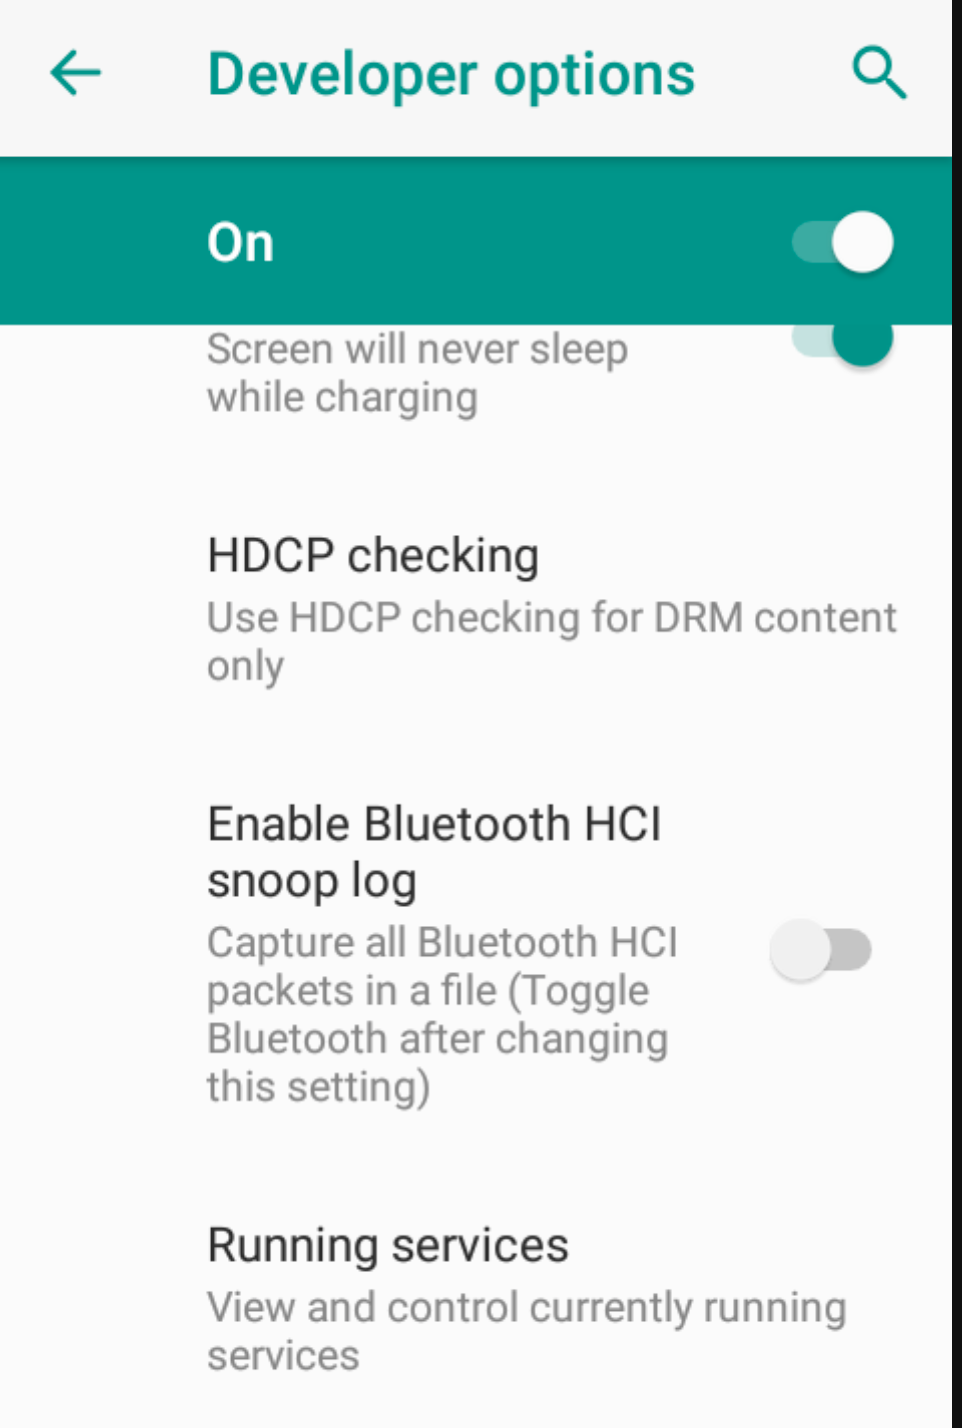 Developer options
On
Screen will never sleep
while charging
HDCP checking
Use HDCP checking for DRM content
only
Enable Bluetooth HCI
snoop log
Capture all Bluetooth HCI
packets in a file (Toggle
Bluetooth after changing
this setting)
Running services
View and control currently running
services